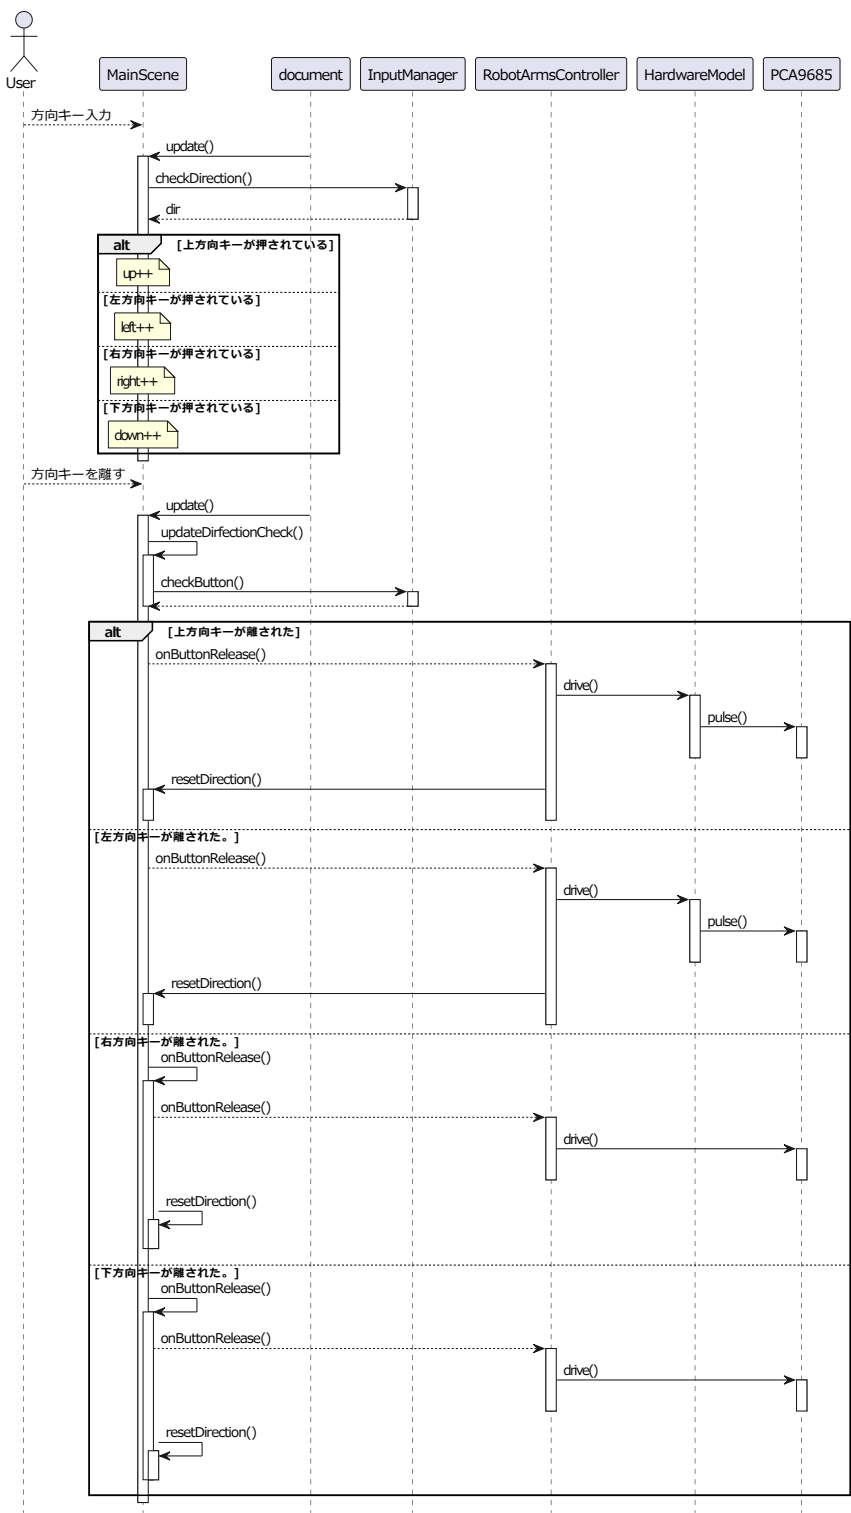 User
MainScene
document
InputManager
RobotArmsController
HardwareModel
PCA9685
方向キー入力
update()
checkDirection()
dir
alt
[上方向キーが押されている]
up++
[左方向キーが押されている]
left++
[右方向キーが押されている]
right++
[下方向キーが押されている]
down++
方向キーを離す
update()
updateDirfectionCheck()
checkButton()
alt
[上方向キーが離された]
onButtonRelease()
drive()
pulse()
resetDirection()
[左方向キーが離された。]
onButtonRelease()
drive()
pulse()
resetDirection()
[右方向キーが離された。]
onButtonRelease()
onButtonRelease()
drive()
resetDirection()
[下方向キーが離された。]
onButtonRelease()
onButtonRelease()
drive()
resetDirection()